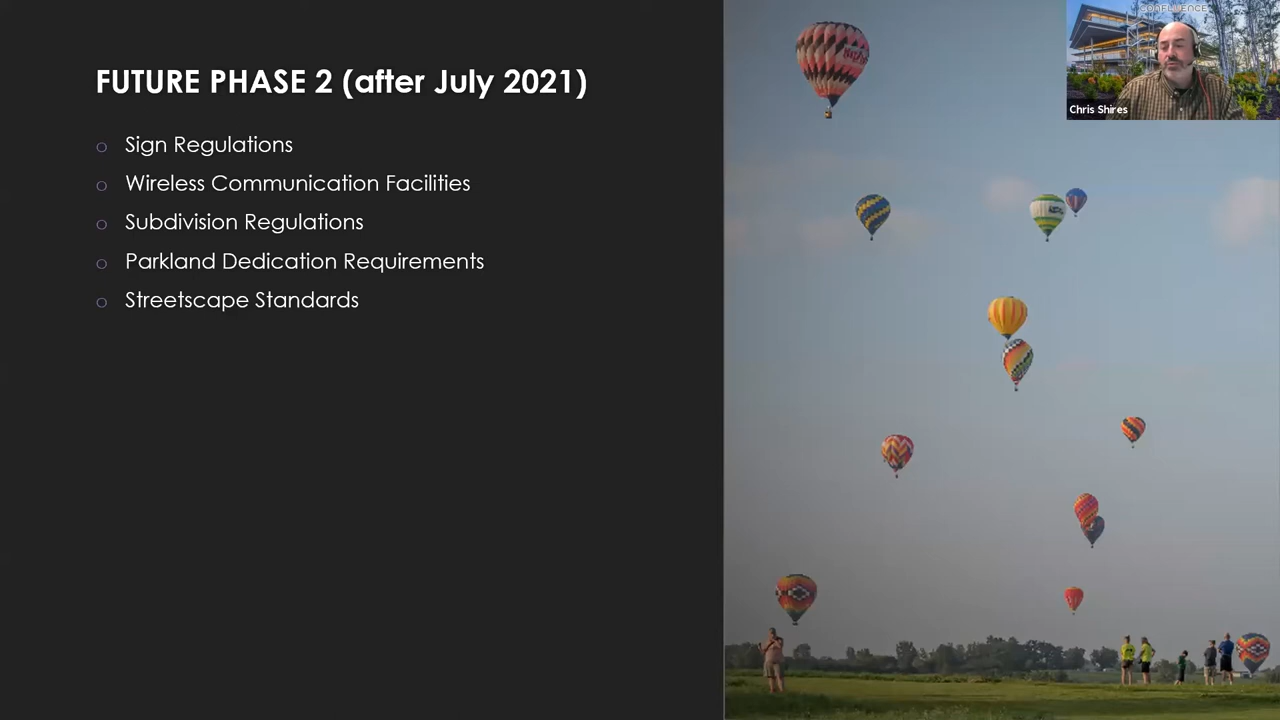 CONFLUENCE
FUTURE PHASE 2 (after July 2021)
Chris Shires
o Sign Regulations
o Wireless Communication Facilities
o Subdivision Regulations
o Parkland Dedication Requirements
o Streetscape Standards